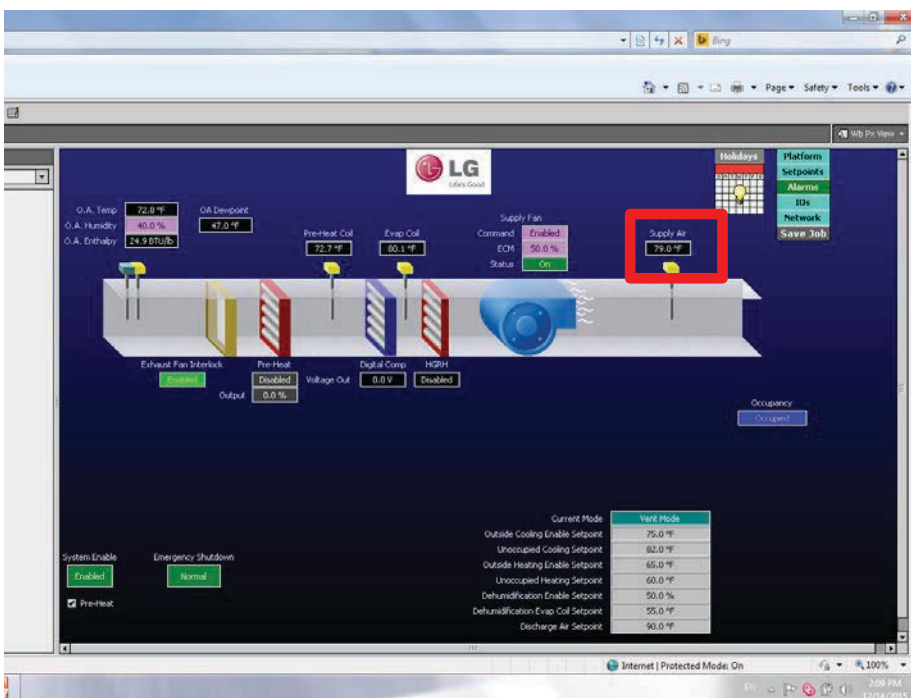 Bing
Page Safety Tools
Wb Px View
LG
Life's Good
Holidays
Platform
Setpoints
Alarms
IOs
Network
Save Job
O.A. Temp 72.8 °F OA Dewpoint
O.A. Humidity 40.0 % 47.0 °F
O.A. Enthalpy 24.9 BTU/lb
Pre-Heat Coil Evap Coil
72.7 °F
Supply Fan
Command Enabled
ECM 50.0 %
Status On
Supply Air
79.0 °F
Exhaust Fan Interlock Pre-Heat Digital Comp HGRH
Enabled Disabled Voltage Out 0.0 V Disabled
Output 0.0 %
Occupancy
Occupied
Current Mode Vent Mode
Outside Cooling Enable Setpoint 75.0 °F
Unoccupied Cooling Setpoint 82.0 °F
Outside Heating Enable Setpoint 65.0 °F
Unoccupied Heating Setpoint 60.0 °F
Dehumidification Enable Setpoint 50.0 %
Dehumidification Evap Coil Setpoint 55.0 °F
Discharge Air Setpoint 90.0 °F
System Enable Emergency Shutdown
Enabled Normal
Pre-Heat
Internet | Protected Mode: On 100%
EN 2:09 PM